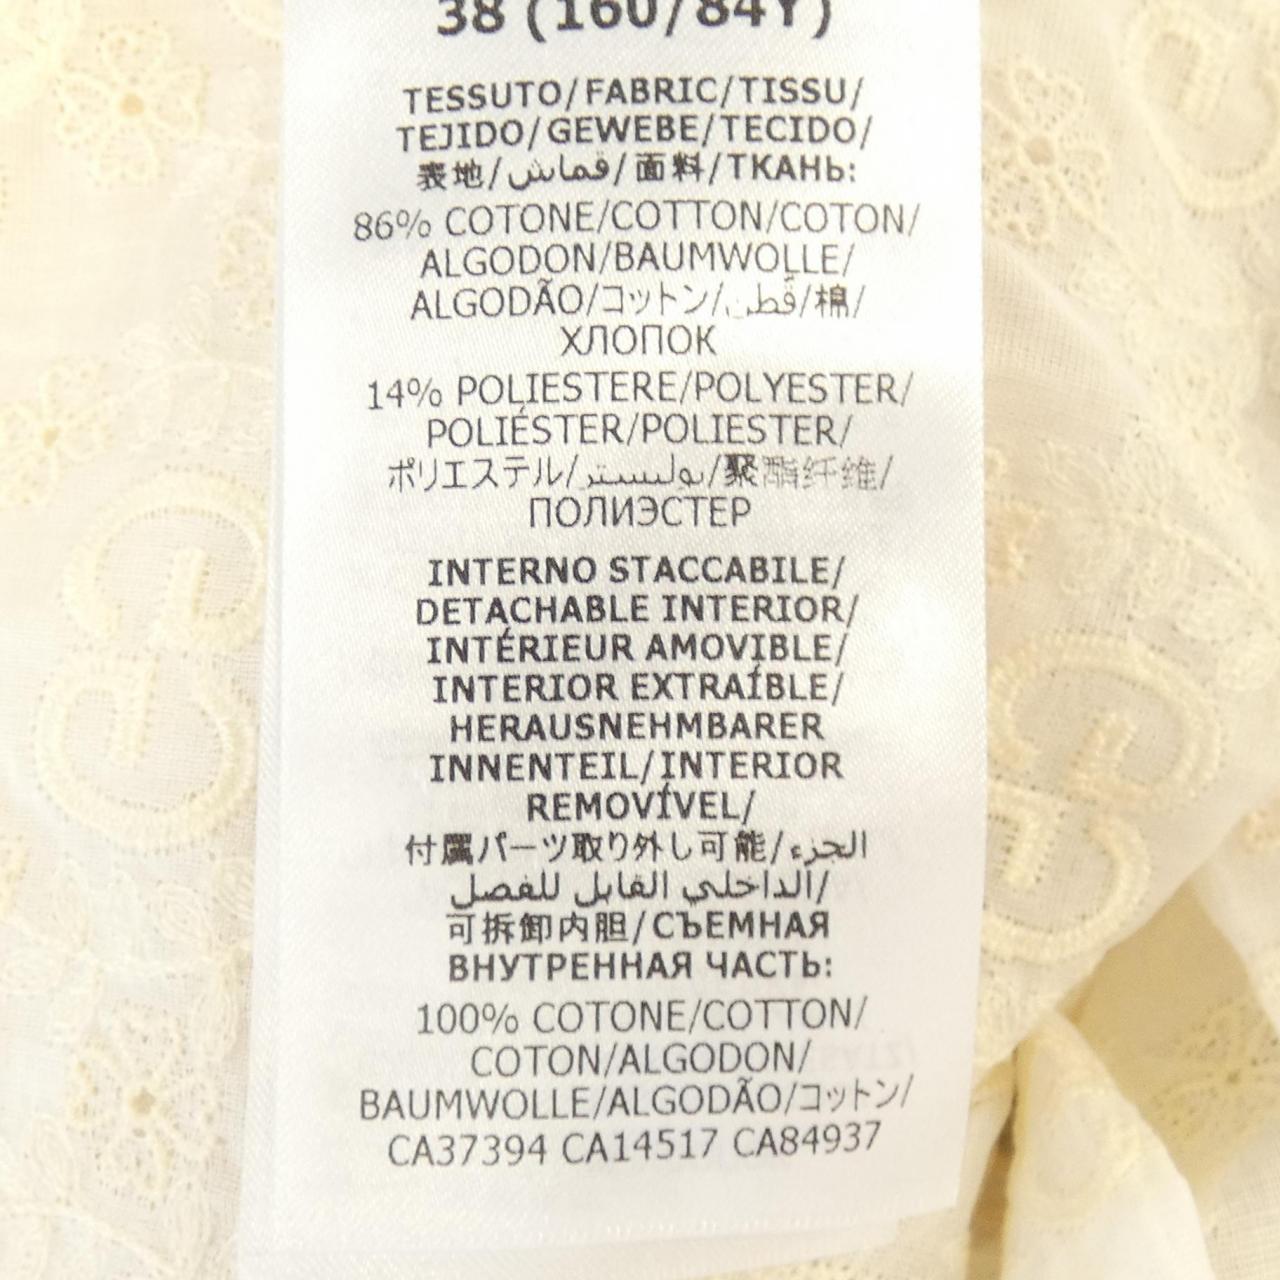 38 (160/84Y)
TESSUTO/FABRIC/TISSU/
TEJIDO/GEWEBE/TECIDO/
表地/قماش/面料/ТКАНЬ:
86% COTONE/COTTON/COTON/
ALGODON/BAUMWOLLE/
ALGODÃO/コットン/قطن/棉/
ХЛОПОК
14% POLIESTERE/POLYESTER/
POLIÉSTER/POLIESTER/
ポリエステル/بوليستر/聚酯纤维/
ПОЛИЭСТЕР
INTERNO STACCABILE/
DETACHABLE INTERIOR/
INTÉRIEUR AMOVIBLE/
INTERIOR EXTRAÍBLE/
HERAUSNEHMBARER
INNENTEIL/INTERIOR
REMOVÍVEL/
付属パーツ取り外し可能/الجزء
الداخلي القابل للفصل/
可拆卸内胆/СЪЕМНАЯ
ВНУТРЕННАЯ ЧАСТЬ:
100% COTONE/COTTON/
COTON/ALGODON/
BAUMWOLLE/ALGODÃO/コットン/
CA37394 CA14517 CA84937